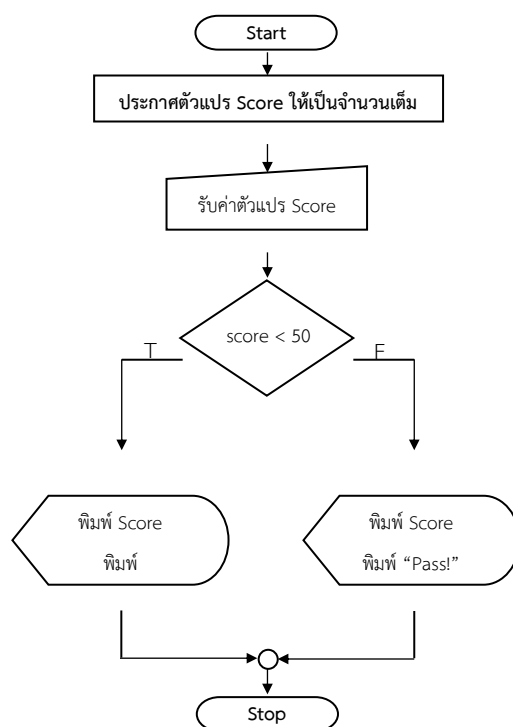 Start
ประกาศตัวแปร Score ให้เป็นจำนวนเต็ม
รับค่าตัวแปร Score
score < 50
T
F
พิมพ์ Score
พิมพ์
พิมพ์ Score
พิมพ์ “Pass!”
Stop